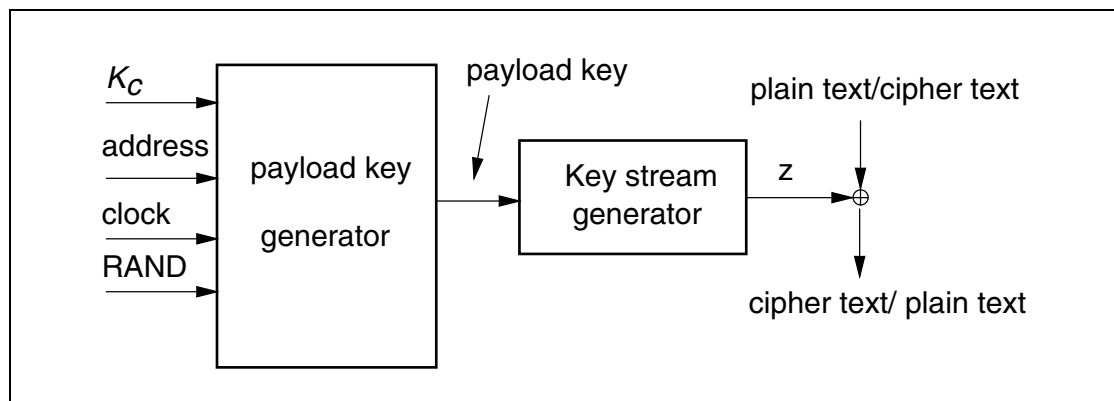 K_C
address
clock
RAND
payload key
generator
payload key
Key stream
generator
z
plain text/cipher text
cipher text/ plain text